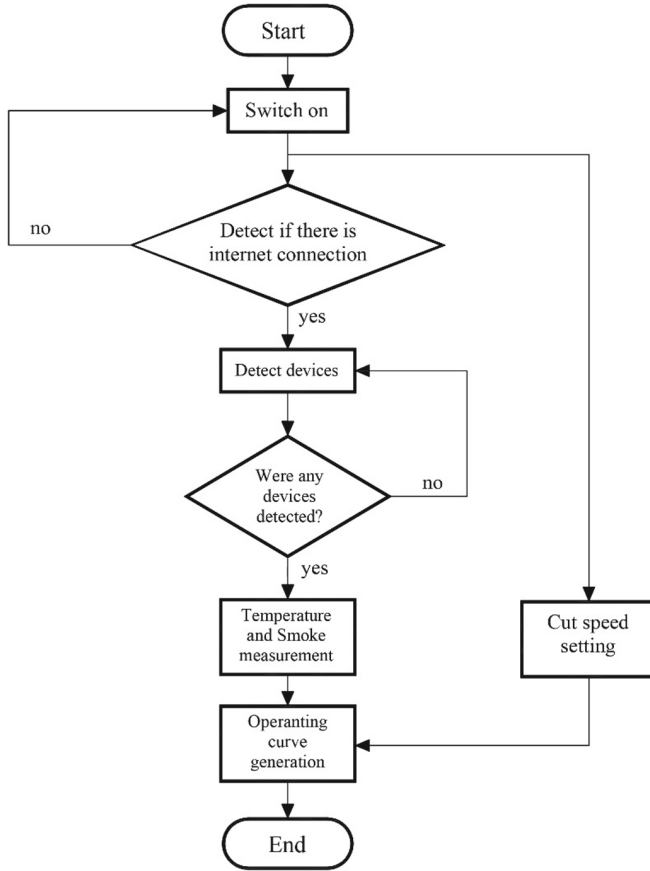 Start
Switch on
Detect if there is
internet connection
no
yes
Detect devices
Were any
devices
detected?
no
yes
Temperature
and Smoke
measurement
Cut speed
setting
Operanting
curve
generation
End